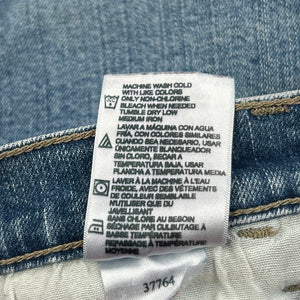 MACHINE WASH COLD
WITH LIKE COLORS
ONLY NON-CHLORINE
BLEACH WHEN NEEDED
TUMBLE DRY LOW
MEDIUM IRON
LAVAR A MÁQUINA CON AGUA
FRÍA, CON COLORES SIMILARES
CUANDO SEA NECESARIO, USAR
ÚNICAMENTE BLANQUEADOR
SIN CLORO, SECAR A
TEMPERATURA BAJA, USAR
PLANCHA A TEMPERATURA MEDIA
LAVER À LA MACHINE À L'EAU
FROIDE, AVEC DES VÊTEMENTS
DE COULEUR SEMBLABLE
N'UTILISER QUE DU
JAVELLISANT
SANS CHLORE AU BESOIN
SÉCHAGE PAR CULBUTAGE À
BASSE TEMPÉRATURE
REPASSAGE À TEMPÉRATURE
MOYENNE
37764